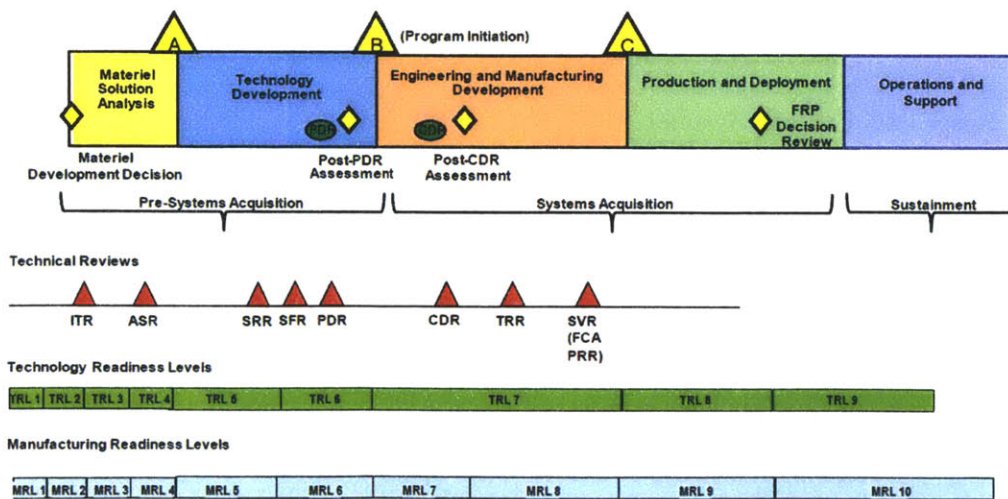 A
B
(Program Initiation)
C
Materiel
Solution
Analysis
Technology
Development
Engineering and Manufacturing
Development
Production and Deployment
Operations and
Support
PDR
CDR
FRP
Decision
Review
Materiel
Development Decision
Post-PDR
Assessment
Post-CDR
Assessment
Pre-Systems Acquisition
Systems Acquisition
Sustainment
Technical Reviews
ITR
ASR
SRR
SFR
PDR
CDR
TRR
SVR
(FCA
PRR)
Technology Readiness Levels
TRL 1
TRL 2
TRL 3
TRL 4
TRL 5
TRL 6
TRL 7
TRL 8
TRL 9
Manufacturing Readiness Levels
MRL 1
MRL 2
MRL 3
MRL 4
MRL 5
MRL 6
MRL 7
MRL 8
MRL 9
MRL 10